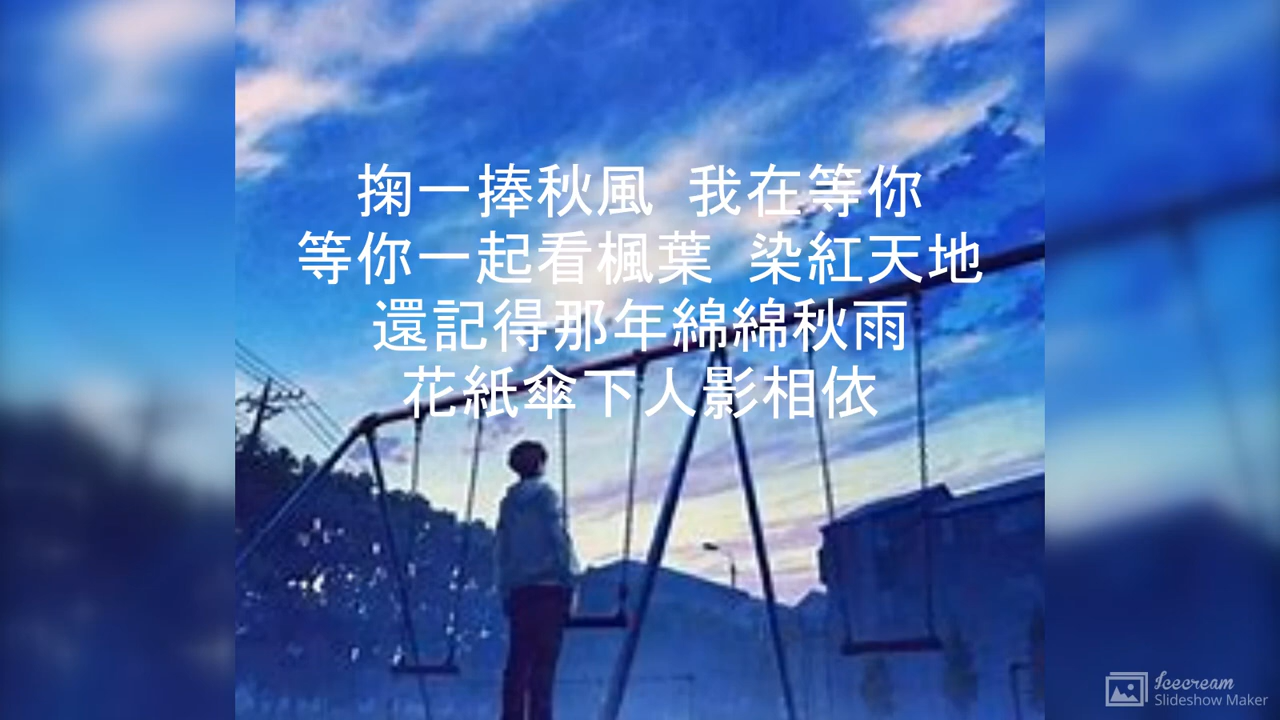 掬一捧秋風 我在等你
等你一起看楓葉 染紅天地
還記得那年綿綿秋雨
花紙傘下人影相依
Icecream
Slideshow Maker